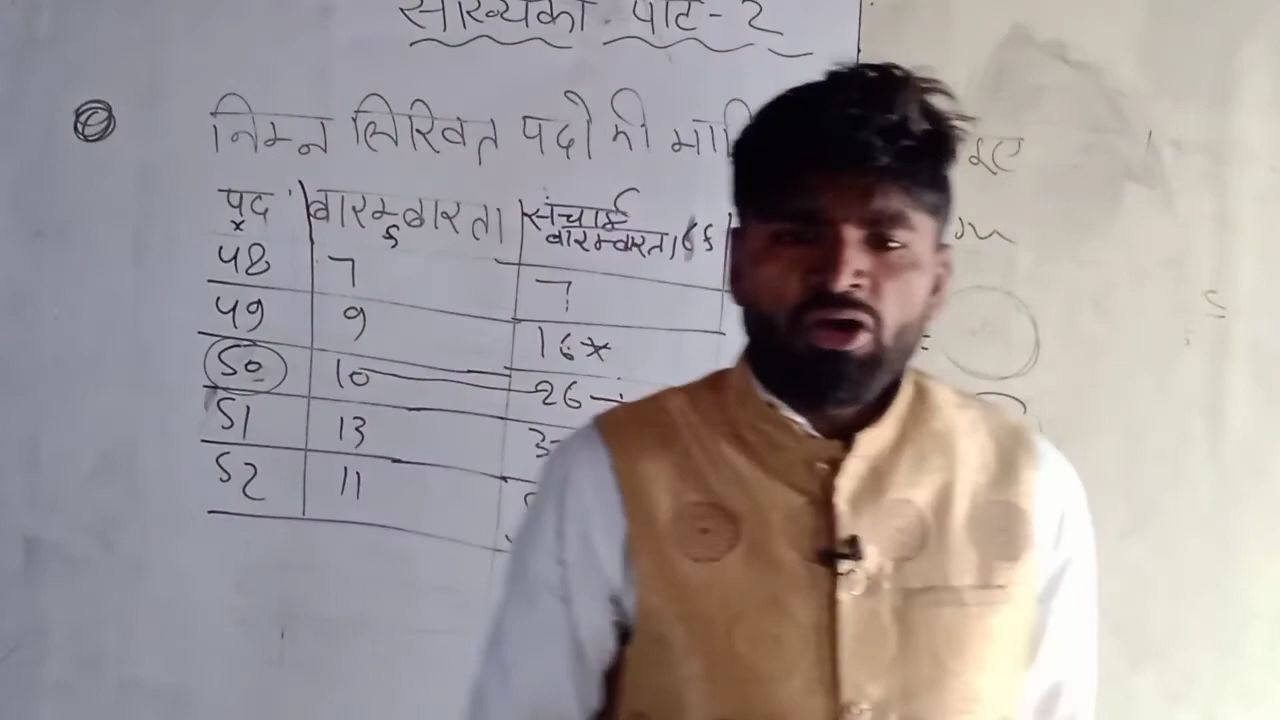 सांख्यिकी पार्ट-2
निम्न लिखित पदों की
पद बारम्बारता संचाई
बारम्बारता
48 7 7
49 9 16*
50 10 26
51 13
52 11